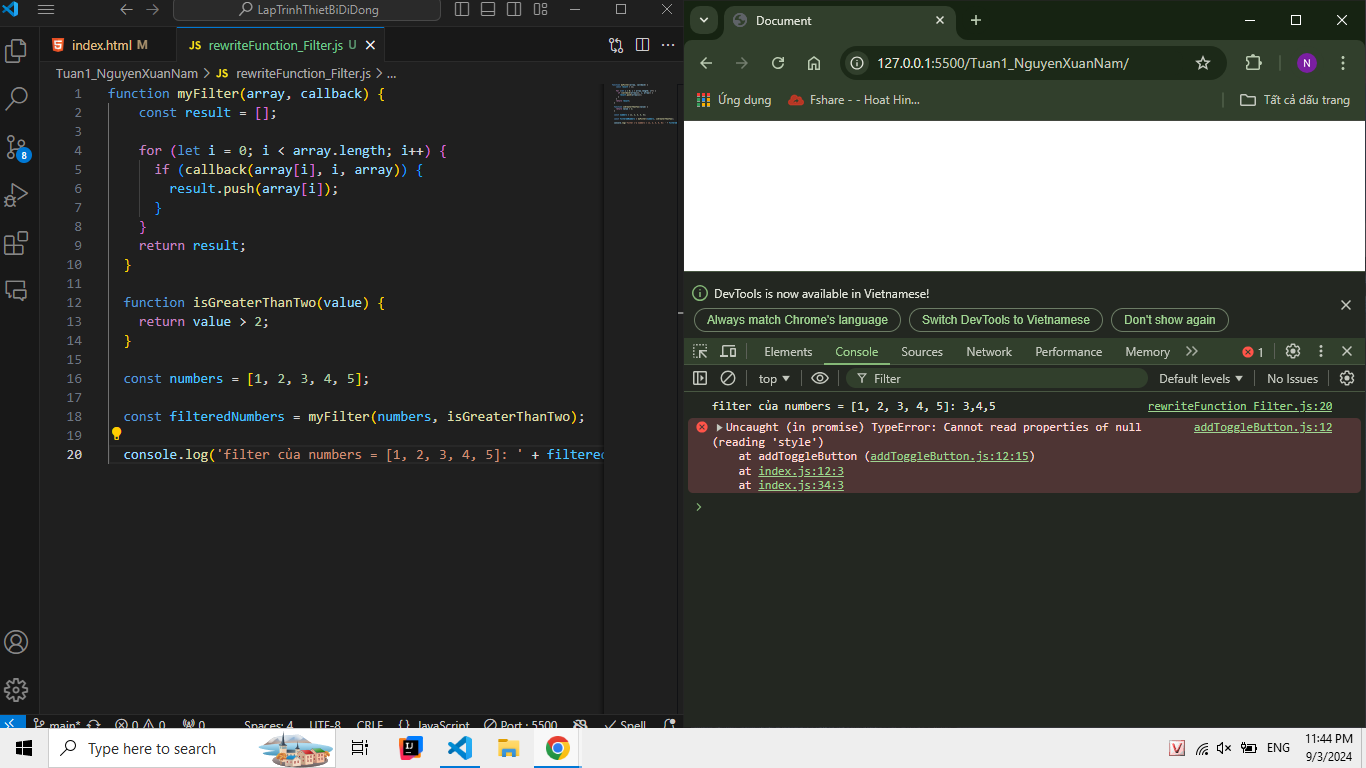 LapTrinhThietBiDiDong
index.html M
JS rewriteFunction_Filter.js U
Tuan1_NguyenXuanNam > JS rewriteFunction_Filter.js > ...
1 function myFilter(array, callback) {
2 const result = [];
3
4 for (let i = 0; i < array.length; i++) {
5 if (callback(array[i], i, array)) {
6 result.push(array[i]);
7 }
8 }
9 return result;
10 }
11
12 function isGreaterThanTwo(value) {
13 return value > 2;
14 }
15
16 const numbers = [1, 2, 3, 4, 5];
17
18 const filteredNumbers = myFilter(numbers, isGreaterThanTwo);
19
20 console.log('filter của numbers = [1, 2, 3, 4, 5]: ' + filtered
8
main* 0 0 0 Spaces: 4 UTF-8 CRLF {} JavaScript Port : 5500 Spell
Document
127.0.0.1:5500/Tuan1_NguyenXuanNam/
N
Ứng dụng
Fshare - - Hoat Hin...
Tất cả dấu trang
DevTools is now available in Vietnamese!
Always match Chrome's language
Switch DevTools to Vietnamese
Don't show again
Elements Console Sources Network Performance Memory 1
top Filter Default levels No Issues
filter của numbers = [1, 2, 3, 4, 5]: 3,4,5 rewriteFunction_Filter.js:20
Uncaught (in promise) TypeError: Cannot read properties of null addToggleButton.js:12
(reading 'style')
at addToggleButton (addToggleButton.js:12:15)
at index.js:12:3
at index.js:34:3
Type here to search
V
ENG
11:44 PM
9/3/2024